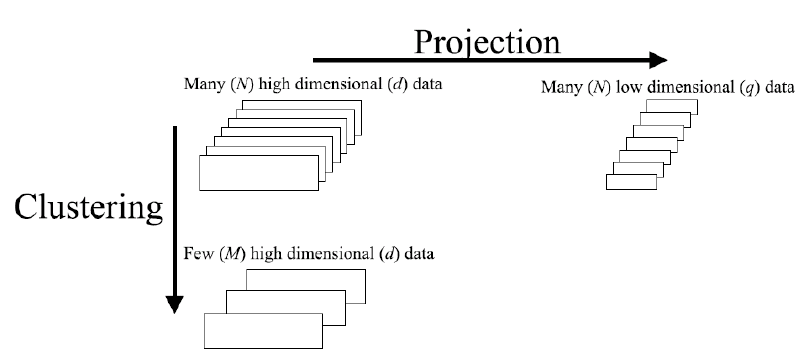 Projection
Many (N) high dimensional (d) data
Many (N) low dimensional (q) data
Clustering
Few (M) high dimensional (d) data